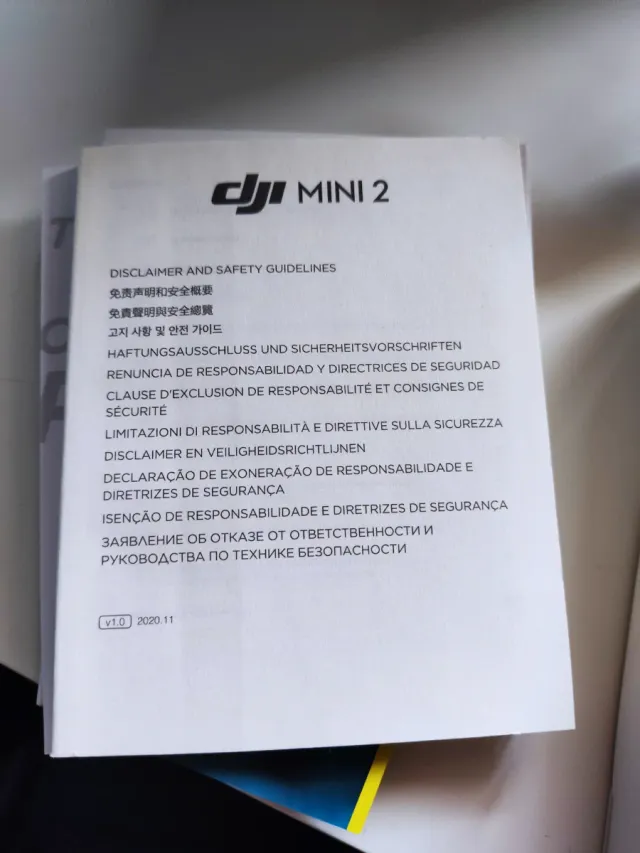 dji MINI 2
DISCLAIMER AND SAFETY GUIDELINES
免责声明和安全概要
免責聲明與安全總覽
고지 사항 및 안전 가이드
HAFTUNGSAUSSCHLUSS UND SICHERHEITSVORSCHRIFTEN
RENUNCIA DE RESPONSABILIDAD Y DIRECTRICES DE SEGURIDAD
CLAUSE D'EXCLUSION DE RESPONSABILITÉ ET CONSIGNES DE
SÉCURITÉ
LIMITAZIONI DI RESPONSABILITÀ E DIRETTIVE SULLA SICUREZZA
DISCLAIMER EN VEILIGHEIDSRICHTLIJNEN
DECLARAÇÃO DE EXONERAÇÃO DE RESPONSABILIDADE E
DIRETRIZES DE SEGURANÇA
ISENÇÃO DE RESPONSABILIDADE E DIRETRIZES DE SEGURANÇA
ЗАЯВЛЕНИЕ ОБ ОТКАЗЕ ОТ ОТВЕТСТВЕННОСТИ И
РУКОВОДСТВА ПО ТЕХНИКЕ БЕЗОПАСНОСТИ
v1.0 2020.11